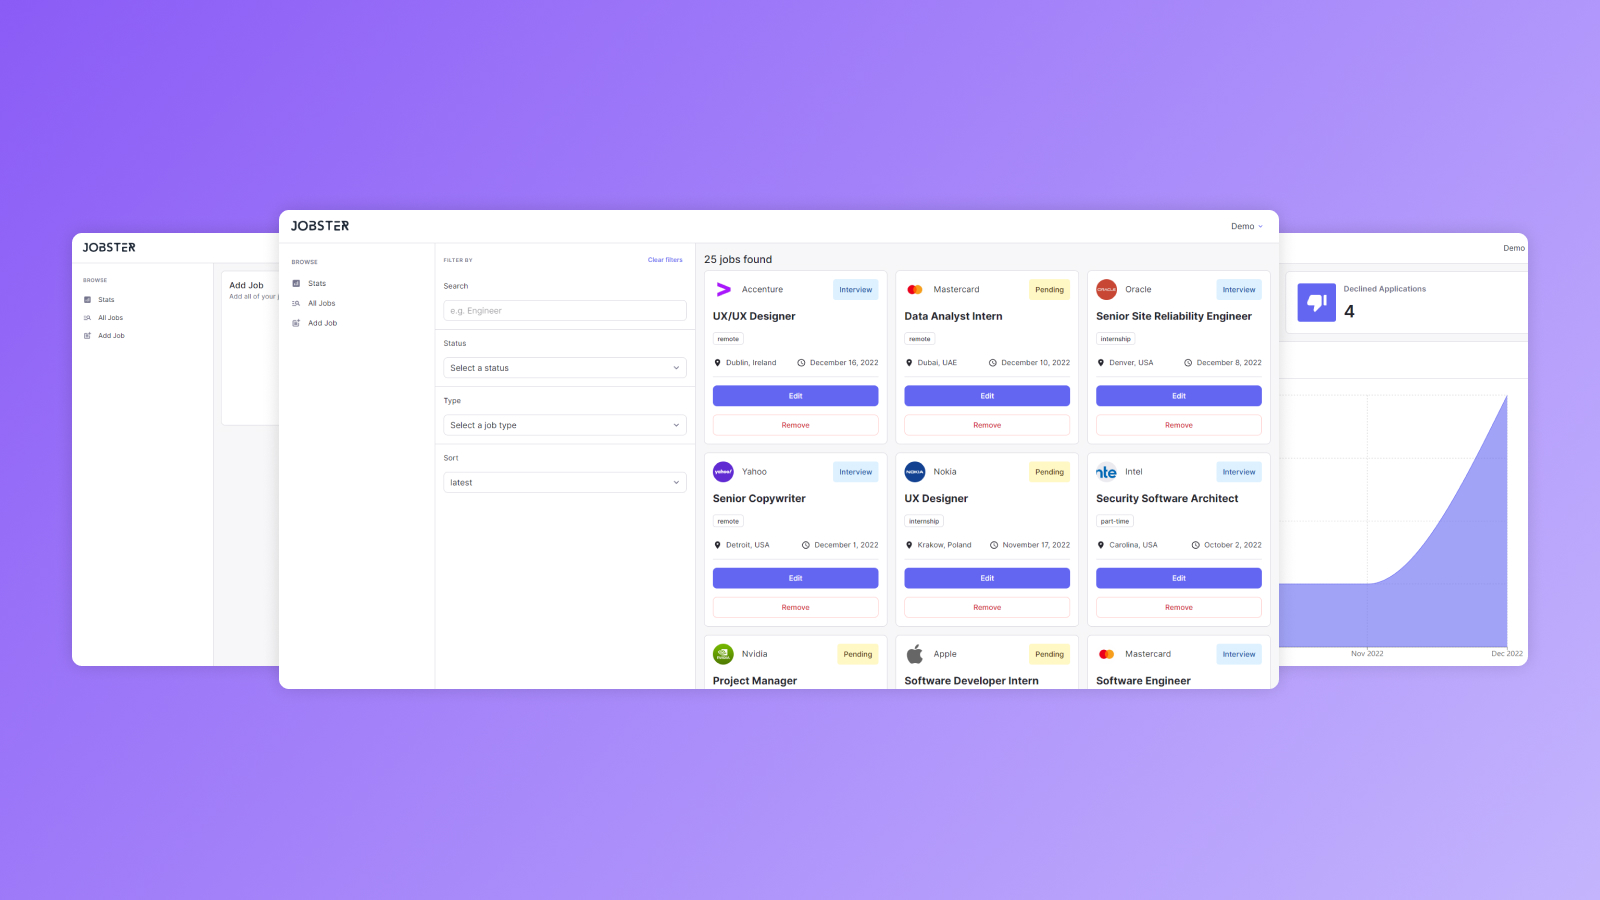 JOBSTER
BROWSE
Stats
All Jobs
Add Job
Add Job
Add all of your j
JOBSTER
Demo
BROWSE
Stats
All Jobs
Add Job
FILTER BY
Clear filters
Search
e.g. Engineer
Status
Select a status
Type
Select a job type
Sort
latest
25 jobs found
Accenture
Interview
UX/UX Designer
remote
Dublin, Ireland
December 16, 2022
Edit
Remove
Mastercard
Pending
Data Analyst Intern
remote
Dubai, UAE
December 10, 2022
Edit
Remove
ORACLE
Oracle
Interview
Senior Site Reliability Engineer
internship
Denver, USA
December 8, 2022
Edit
Remove
yahoo!
Yahoo
Interview
Senior Copywriter
remote
Detroit, USA
December 1, 2022
Edit
Remove
NOKIA
Nokia
Pending
UX Designer
internship
Krakow, Poland
November 17, 2022
Edit
Remove
inte
Intel
Interview
Security Software Architect
part-time
Carolina, USA
October 2, 2022
Edit
Remove
Nvidia
Pending
Project Manager
Apple
Pending
Software Developer Intern
Mastercard
Interview
Software Engineer
Demo
Declined Applications
4
Nov 2022
Dec 2022